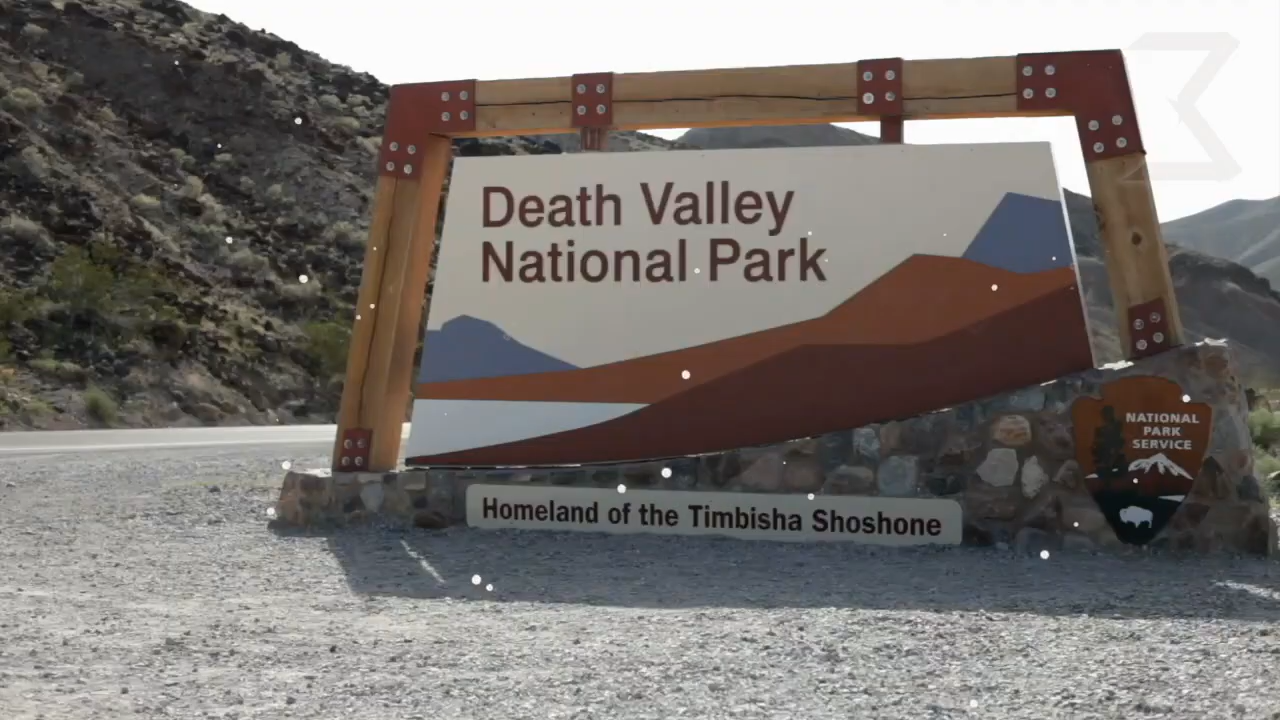 Death Valley
National Park
NATIONAL
PARK
SERVICE
Homeland of the Timbisha Shoshone